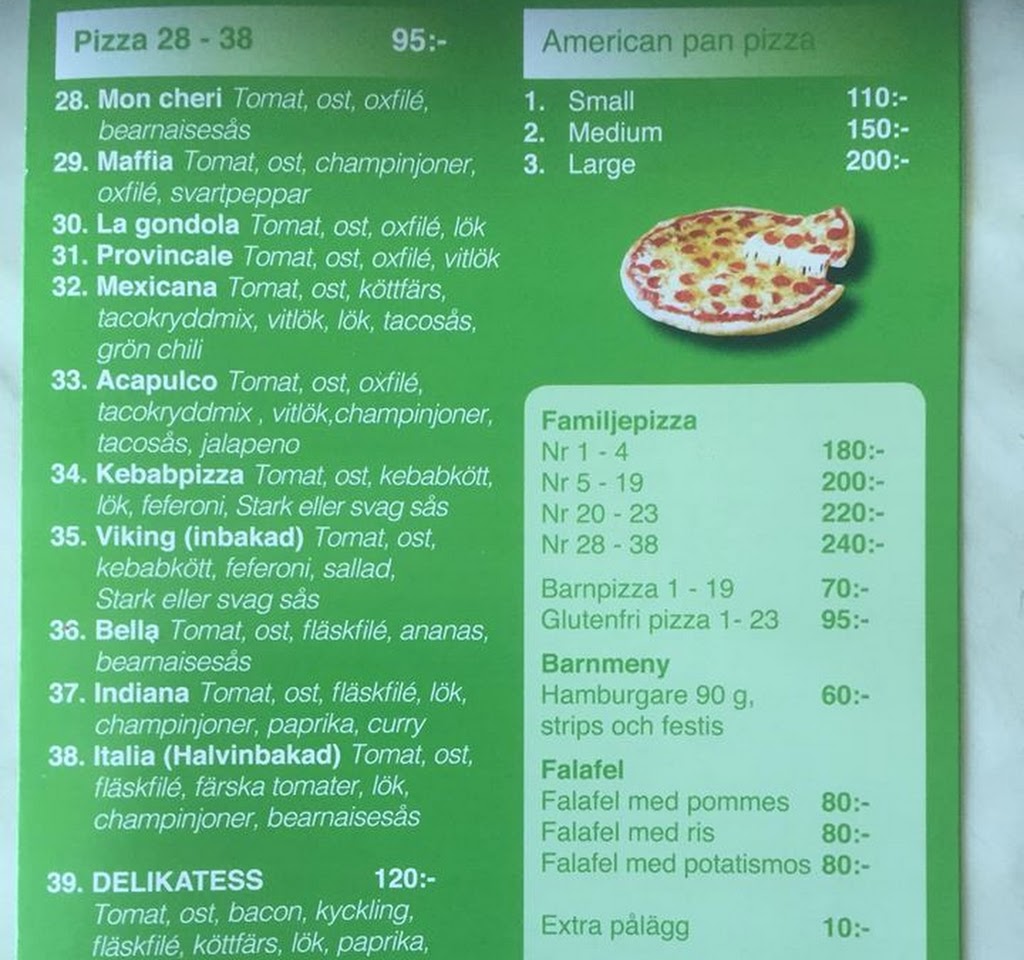 Pizza 28 - 38 95:-
28. Mon cheri Tomat, ost, oxfilé,
bearnaisesås
29. Maffia Tomat, ost, champinjoner,
oxfilé, svartpeppar
30. La gondola Tomat, ost, oxfilé, lök
31. Provincale Tomat, ost, oxfilé, vitlök
32. Mexicana Tomat, ost, köttfärs,
tacokryddmix, vitlök, lök, tacosås,
grön chili
33. Acapulco Tomat, ost, oxfilé,
tacokryddmix , vitlök,champinjoner,
tacosås, jalapeno
34. Kebabpizza Tomat, ost, kebabkött,
lök, feferoni, Stark eller svag sås
35. Viking (inbakad) Tomat, ost,
kebabkött, feferoni, sallad,
Stark eller svag sås
36. Bella Tomat, ost, fläskfilé, ananas,
bearnaisesås
37. Indiana Tomat, ost, fläskfilé, lök,
champinjoner, paprika, curry
38. Italia (Halvinbakad) Tomat, ost,
fläskfilé, färska tomater, lök,
champinjoner, bearnaisesås
39. DELIKATESS 120:-
Tomat, ost, bacon, kyckling,
fläskfilé, köttfärs, lök, paprika,
American pan pizza
1. Small 110:-
2. Medium 150:-
3. Large 200:-
Familjepizza
Nr 1 - 4 180:-
Nr 5 - 19 200:-
Nr 20 - 23 220:-
Nr 28 - 38 240:-
Barnpizza 1 - 19 70:-
Glutenfri pizza 1- 23 95:-
Barnmeny
Hamburgare 90 g, 60:-
strips och festis
Falafel
Falafel med pommes 80:-
Falafel med ris 80:-
Falafel med potatismos 80:-
Extra pålägg 10:-